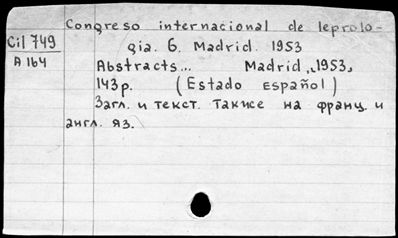 Congreso internacional de leprolo-
Cil 749
gia. 6. Madrid. 1953
A 164
Abstracts... Madrid, „1953„
143p. (Estado español)
Загл. и текст. также на франц. и
англ. яз.